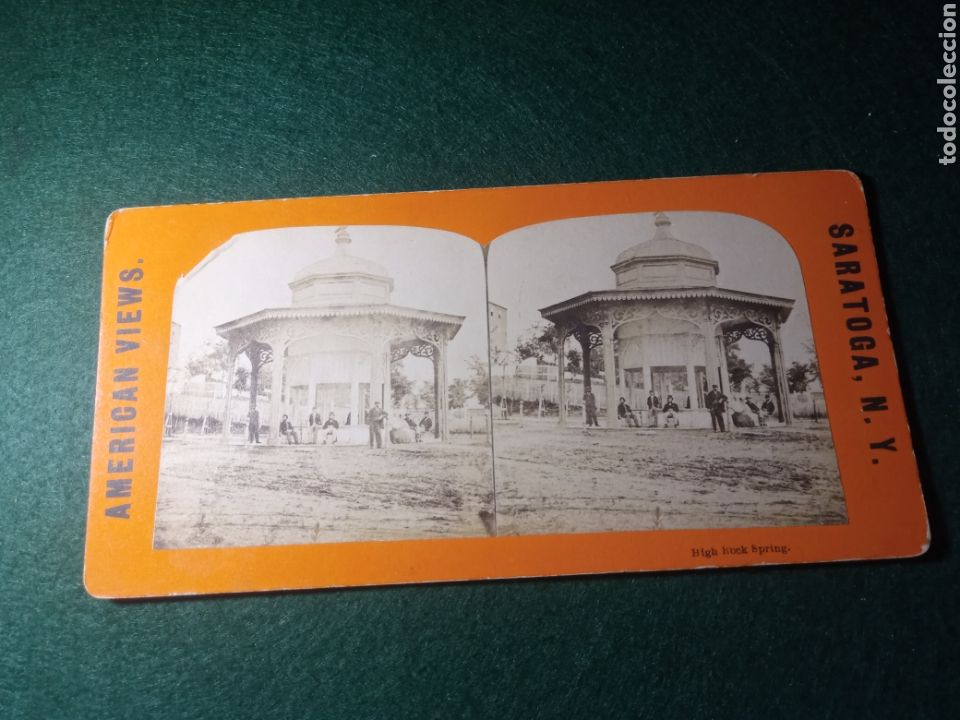 AMERICAN VIEWS.
SARATOGA, N. Y.
High Rock Spring.
todocoleccion